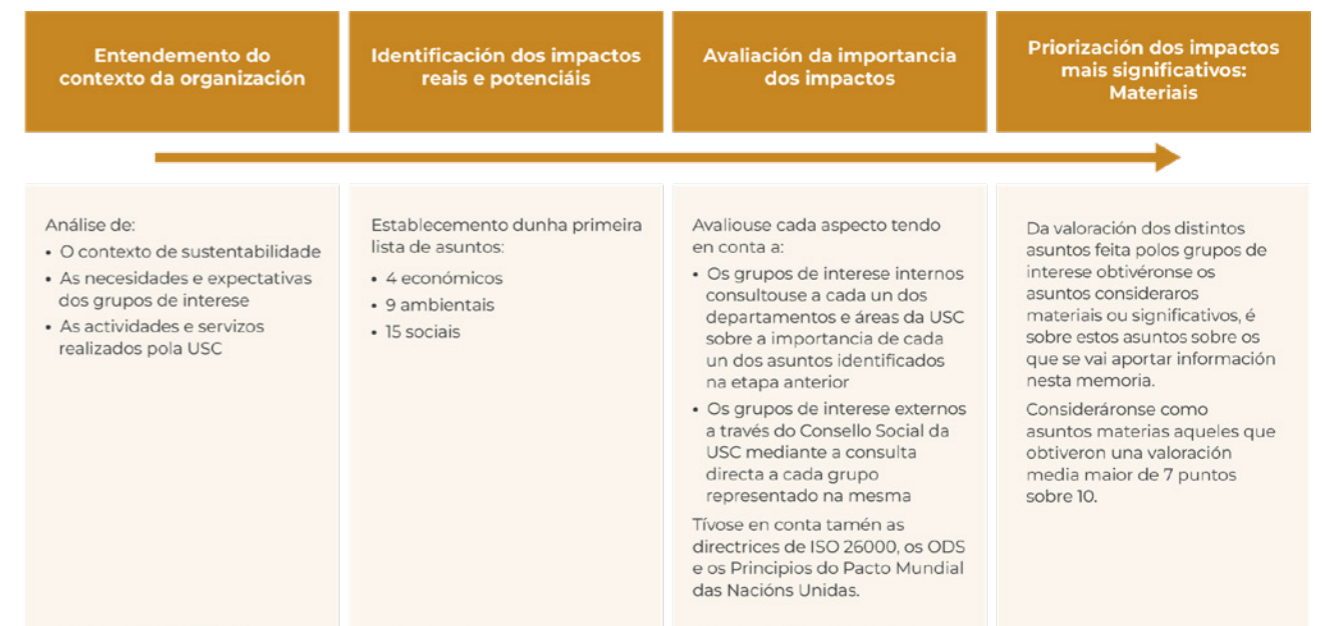 Entendemento do
contexto da organización
Identificación dos impactos
reais e potenciáis
Avaliación da importancia
dos impactos
Priorización dos impactos
mais significativos:
Materiais
Análise de:
• O contexto de sustentabilidade
• As necesidades e expectativas
dos grupos de interese
• As actividades e servizos
realizados pola USC
Establecemento dunha primeira
lista de asuntos:
• 4 económicos
• 9 ambientais
• 15 sociais
Avaliouse cada aspecto tendo
en conta a:
• Os grupos de interese internos
consultouse a cada un dos
departamentos e áreas da USC
sobre a importancia de cada
un dos asuntos identificados
na etapa anterior
• Os grupos de interese externos
a través do Consello Social da
USC mediante a consulta
directa a cada grupo
representado na mesma
Tívose en conta tamén as
directrices de ISO 26000, os ODS
e os Principios do Pacto Mundial
das Nacións Unidas.
Da valoración dos distintos
asuntos feita polos grupos de
interese obtivéronse os
asuntos consideraros
materiais ou significativos, é
sobre estos asuntos sobre os
que se vai aportar información
nesta memoria.
Consideráronse como
asuntos materias aqueles que
obtiveron una valoración
media maior de 7 puntos
sobre 10.